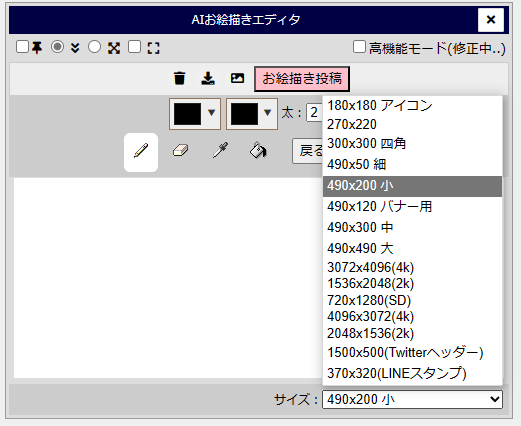 AIお絵描きエディタ
高機能モード(修正中..)
お絵描き投稿
太：2
180x180 アイコン
270x220
300x300 四角
戻る
490x50 細
490x200 小
490x120 バナー用
490x300 中
490x490 大
3072x4096(4k)
1536x2048(2k)
720x1280(SD)
4096x3072(4k)
2048x1536(2k)
1500x500(Twitterヘッダー)
370x320(LINEスタンプ)
サイズ：490x200 小